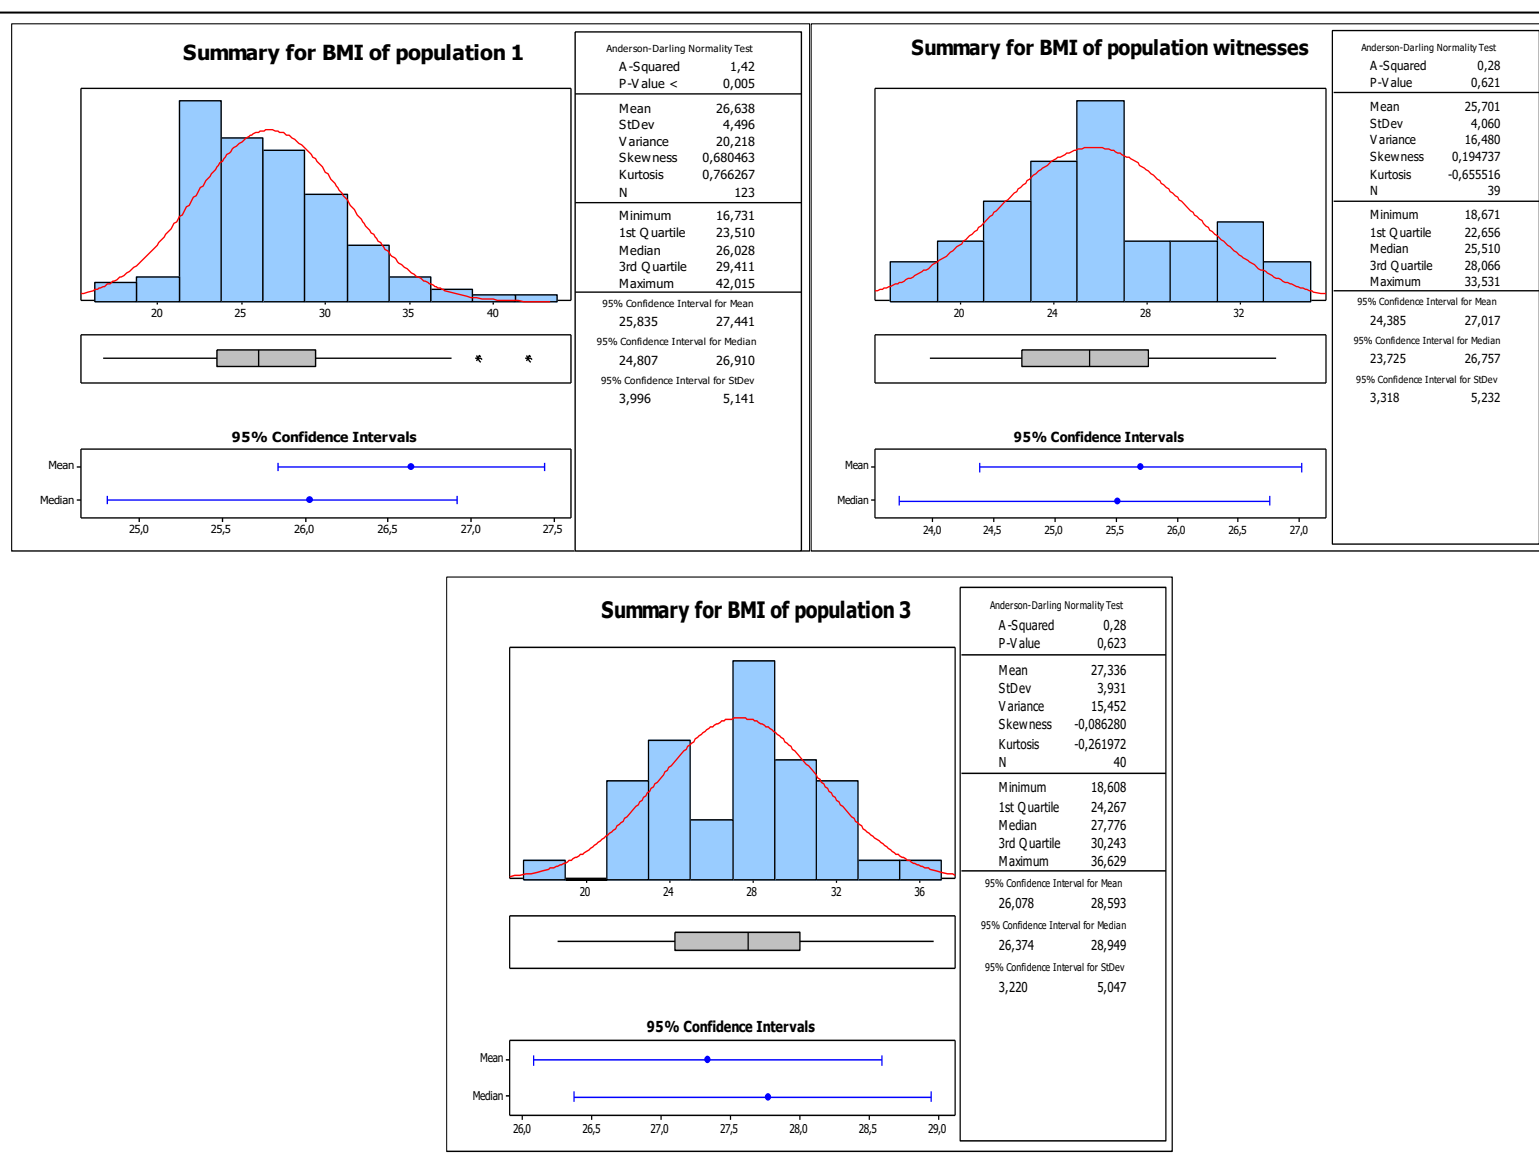 Summary for BMI of population 1
Anderson-Darling Normality Test
A-Squared 1,42
P-Value < 0,005
Mean 26,638
StDev 4,496
Variance 20,218
Skewness 0,680463
Kurtosis 0,766267
N 123
Minimum 16,731
1st Quartile 23,510
Median 26,028
3rd Quartile 29,411
Maximum 42,015
95% Confidence Interval for Mean
25,835 27,441
95% Confidence Interval for Median
24,807 26,910
95% Confidence Interval for StDev
3,996 5,141
20 25 30 35 40
95% Confidence Intervals
Mean
Median
25,0 25,5 26,0 26,5 27,0 27,5
Summary for BMI of population witnesses
Anderson-Darling Normality Test
A-Squared 0,28
P-Value 0,621
Mean 25,701
StDev 4,060
Variance 16,480
Skewness 0,194737
Kurtosis -0,655516
N 39
Minimum 18,671
1st Quartile 22,656
Median 25,510
3rd Quartile 28,066
Maximum 33,531
95% Confidence Interval for Mean
24,385 27,017
95% Confidence Interval for Median
23,725 26,757
95% Confidence Interval for StDev
3,318 5,232
20 24 28 32
95% Confidence Intervals
Mean
Median
24,0 24,5 25,0 25,5 26,0 26,5 27,0
Summary for BMI of population 3
Anderson-Darling Normality Test
A-Squared 0,28
P-Value 0,623
Mean 27,336
StDev 3,931
Variance 15,452
Skewness -0,086280
Kurtosis -0,261972
N 40
Minimum 18,608
1st Quartile 24,267
Median 27,776
3rd Quartile 30,243
Maximum 36,629
95% Confidence Interval for Mean
26,078 28,593
95% Confidence Interval for Median
26,374 28,949
95% Confidence Interval for StDev
3,220 5,047
20 24 28 32 36
95% Confidence Intervals
Mean
Median
26,0 26,5 27,0 27,5 28,0 28,5 29,0